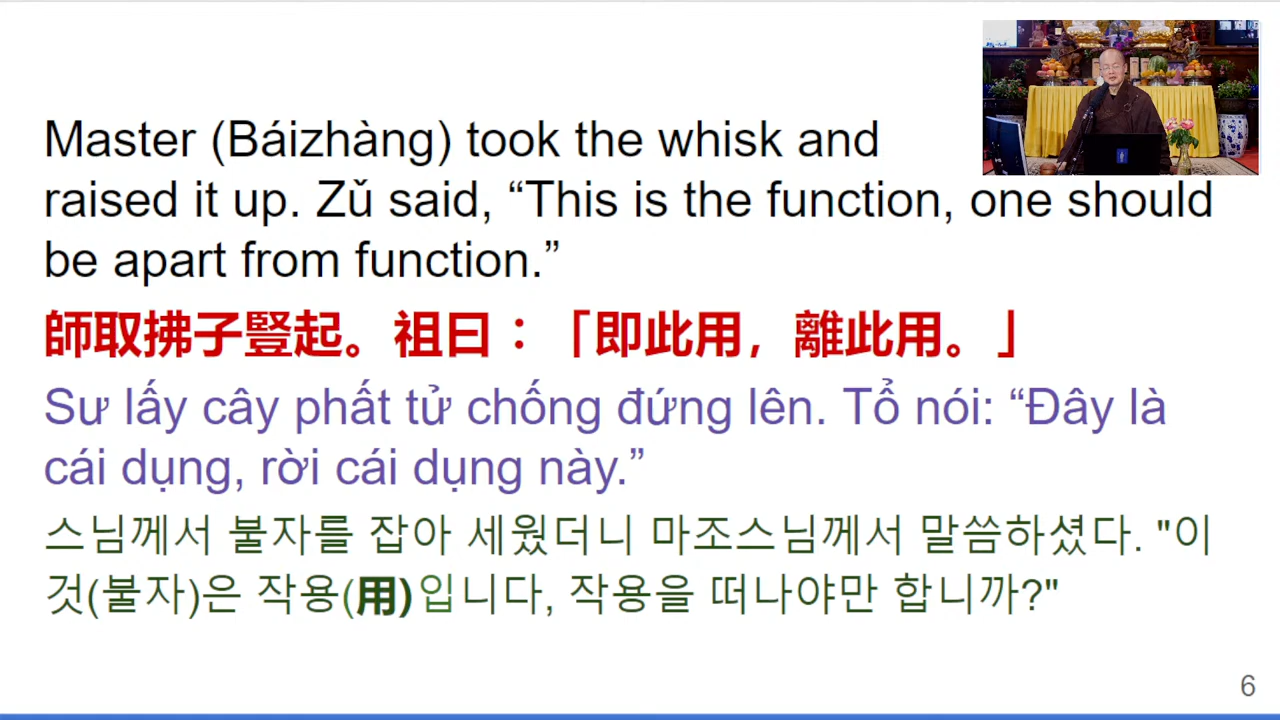 Master (Báizhàng) took the whisk and
raised it up. Zǔ said, “This is the function, one should
be apart from function.”
師取拂子豎起。祖曰：「即此用，離此用。」
Sư lấy cây phất tử chống đứng lên. Tổ nói: “Đây là
cái dụng, rời cái dụng này.”
스님께서 불자를 잡아 세웠더니 마조스님께서 말씀하셨다. "이
것(불자)은 작용(用)입니다, 작용을 떠나야만 합니까?"
6